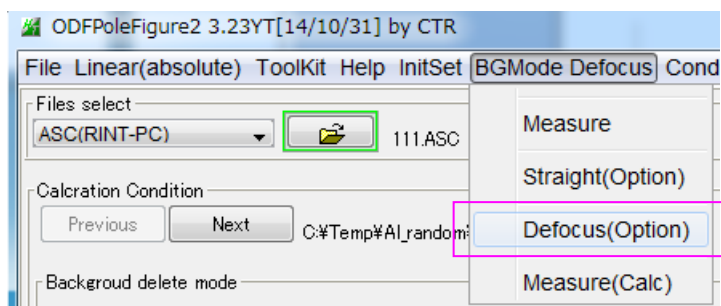 ODFPoleFigure2 3.23YT[14/10/31] by CTR
File Linear(absolute) ToolKit Help InitSet BGMode Defocus Cond
Files select
ASC(RINT-PC)
111.ASC
Measure
Straight(Option)
Calcration Condition
Previous Next C:¥Temp¥Al_random¥
Defocus(Option)
Backgroud delete mode
Measure(Calc)